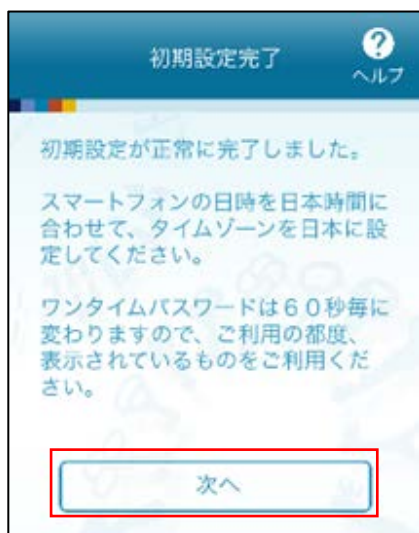 初期設定完了
?
ヘルプ
初期設定が正常に完了しました。
スマートフォンの日時を日本時間に
合わせて、タイムゾーンを日本に設
定してください。
ワンタイムパスワードは６０秒毎に
変わりますので、ご利用の都度、
表示されているものをご利用くだ
さい。
次へ